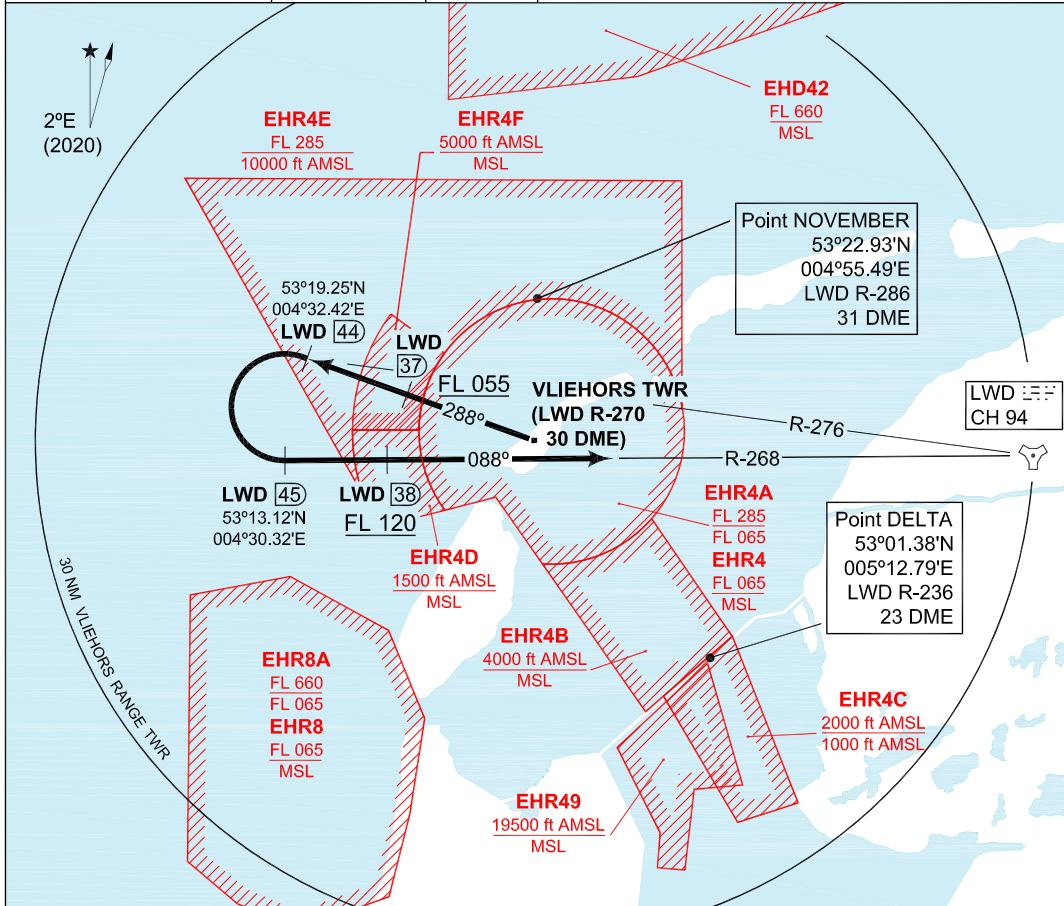 2ºE
(2020)
EHR4E
FL 285
10000 ft AMSL
EHR4F
5000 ft AMSL
MSL
EHD42
FL 660
MSL
Point NOVEMBER
53º22.93'N
004º55.49'E
LWD R-286
31 DME
53º19.25'N
004º32.42'E
LWD 44
LWD
37
FL 055
288º
VLIEHORS TWR
(LWD R-270
30 DME)
R-276
LWD
CH 94
088º
R-268
LWD 45
53º13.12'N
004º30.32'E
LWD 38
FL 120
EHR4D
1500 ft AMSL
MSL
EHR4A
FL 285
FL 065
EHR4
FL 065
MSL
Point DELTA
53º01.38'N
005º12.79'E
LWD R-236
23 DME
30 NM VLIEHORS RANGE TWR
EHR8A
FL 660
FL 065
EHR8
FL 065
MSL
EHR4B
4000 ft AMSL
MSL
EHR4C
2000 ft AMSL
1000 ft AMSL
EHR49
19500 ft AMSL
MSL